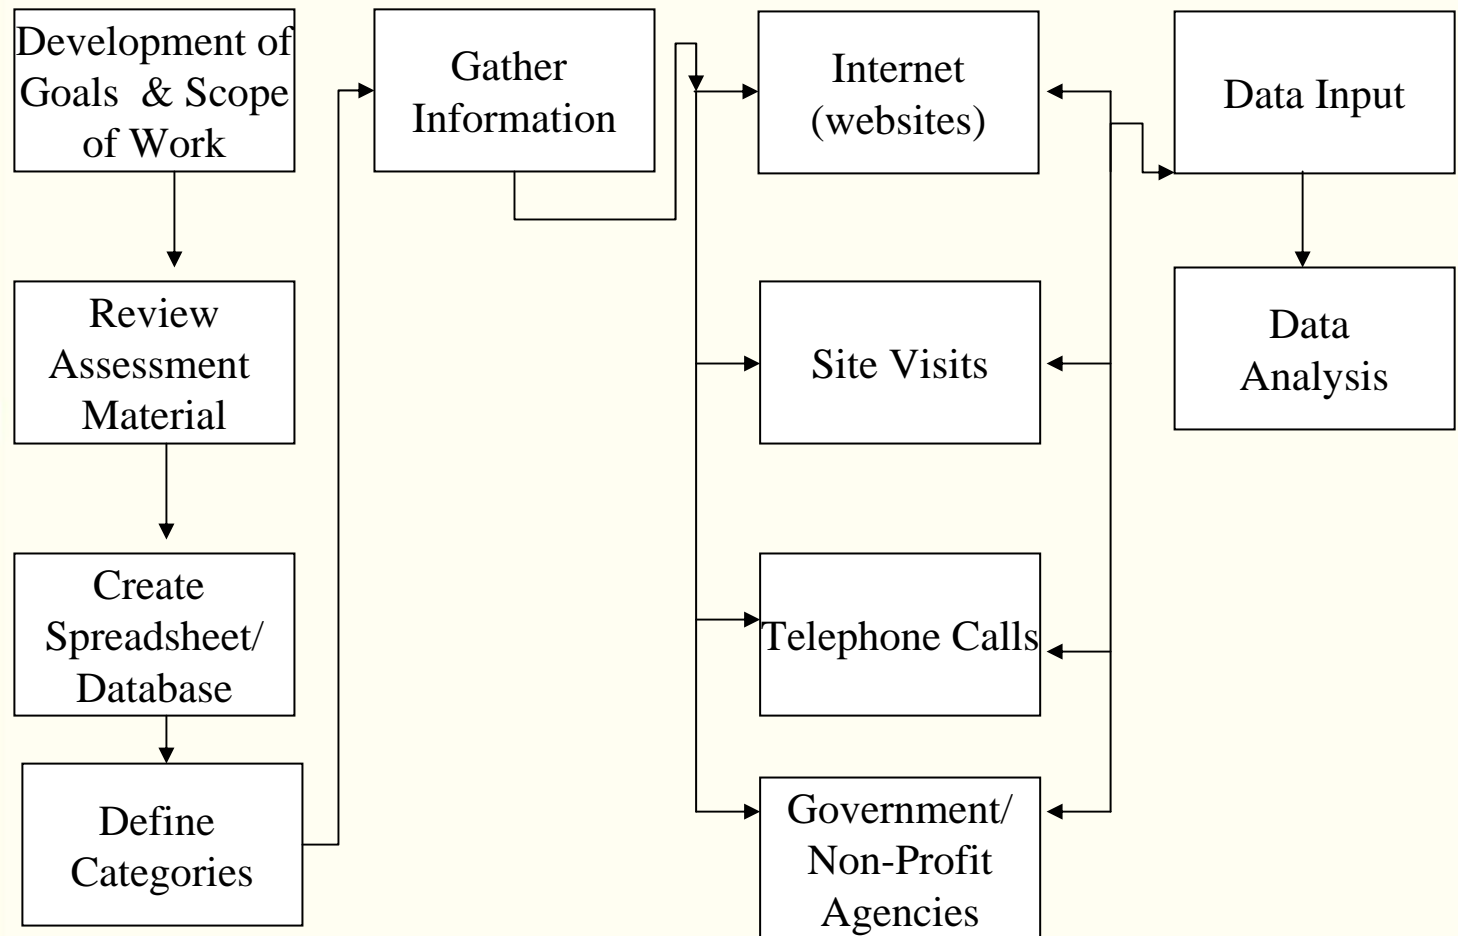 Development of
Goals & Scope
of Work
Review
Assessment
Material
Create
Spreadsheet/
Database
Define
Categories
Gather
Information
Internet
(websites)
Site Visits
Telephone Calls
Government/
Non-Profit
Agencies
Data Input
Data
Analysis